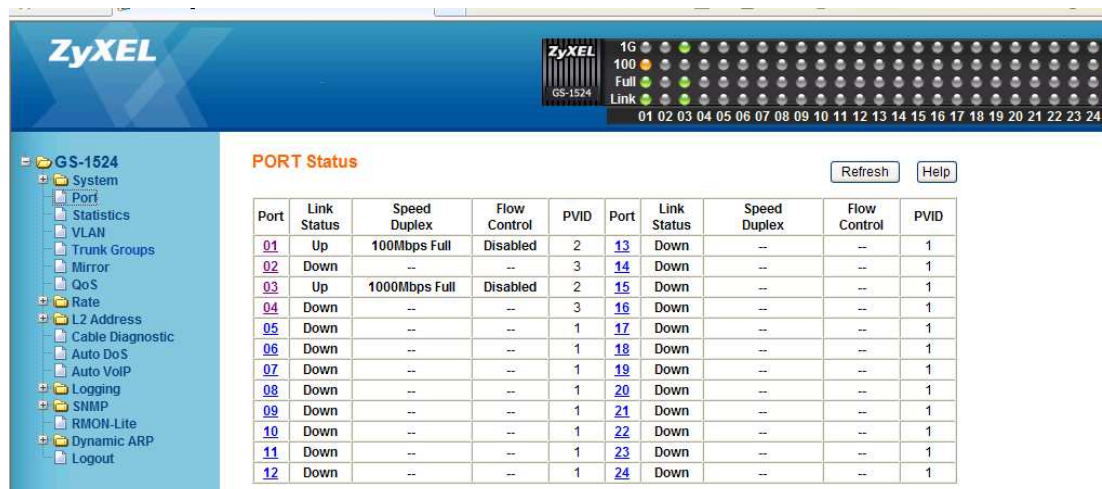 ZyXEL
ZyXEL
GS-1524
1G
100
Full
Link
01 02 03 04 05 06 07 08 09 10 11 12 13 14 15 16 17 18 19 20 21 22 23 24
GS-1524
System
Port
Statistics
VLAN
Trunk Groups
Mirror
QoS
Rate
L2 Address
Cable Diagnostic
Auto DoS
Auto VoIP
Logging
SNMP
RMON-Lite
Dynamic ARP
Logout
PORT Status
Refresh Help
Port Link Status Speed Duplex Flow Control PVID Port Link Status Speed Duplex Flow Control PVID
01 Up 100Mbps Full Disabled 2 13 Down -- -- 1
02 Down -- -- 3 14 Down -- -- 1
03 Up 1000Mbps Full Disabled 2 15 Down -- -- 1
04 Down -- -- 3 16 Down -- -- 1
05 Down -- -- 1 17 Down -- -- 1
06 Down -- -- 1 18 Down -- -- 1
07 Down -- -- 1 19 Down -- -- 1
08 Down -- -- 1 20 Down -- -- 1
09 Down -- -- 1 21 Down -- -- 1
10 Down -- -- 1 22 Down -- -- 1
11 Down -- -- 1 23 Down -- -- 1
12 Down -- -- 1 24 Down -- -- 1